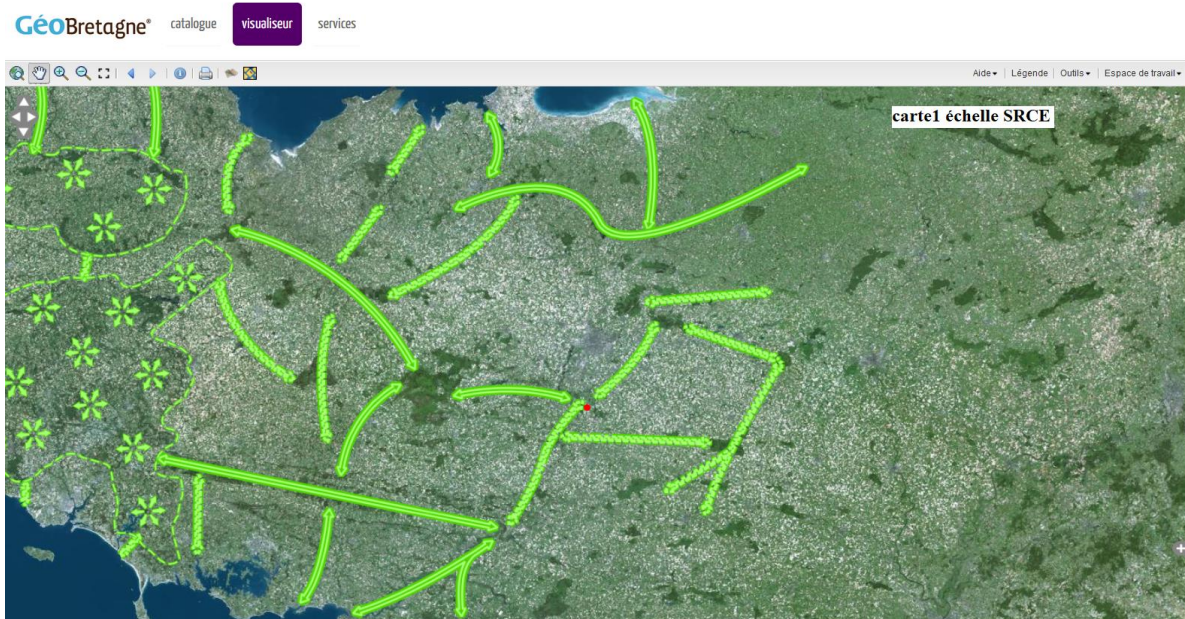 GéoBretagne® catalogue visualiseur services
Aide Légende Outils Espace de travail
carte1 échelle SRCE